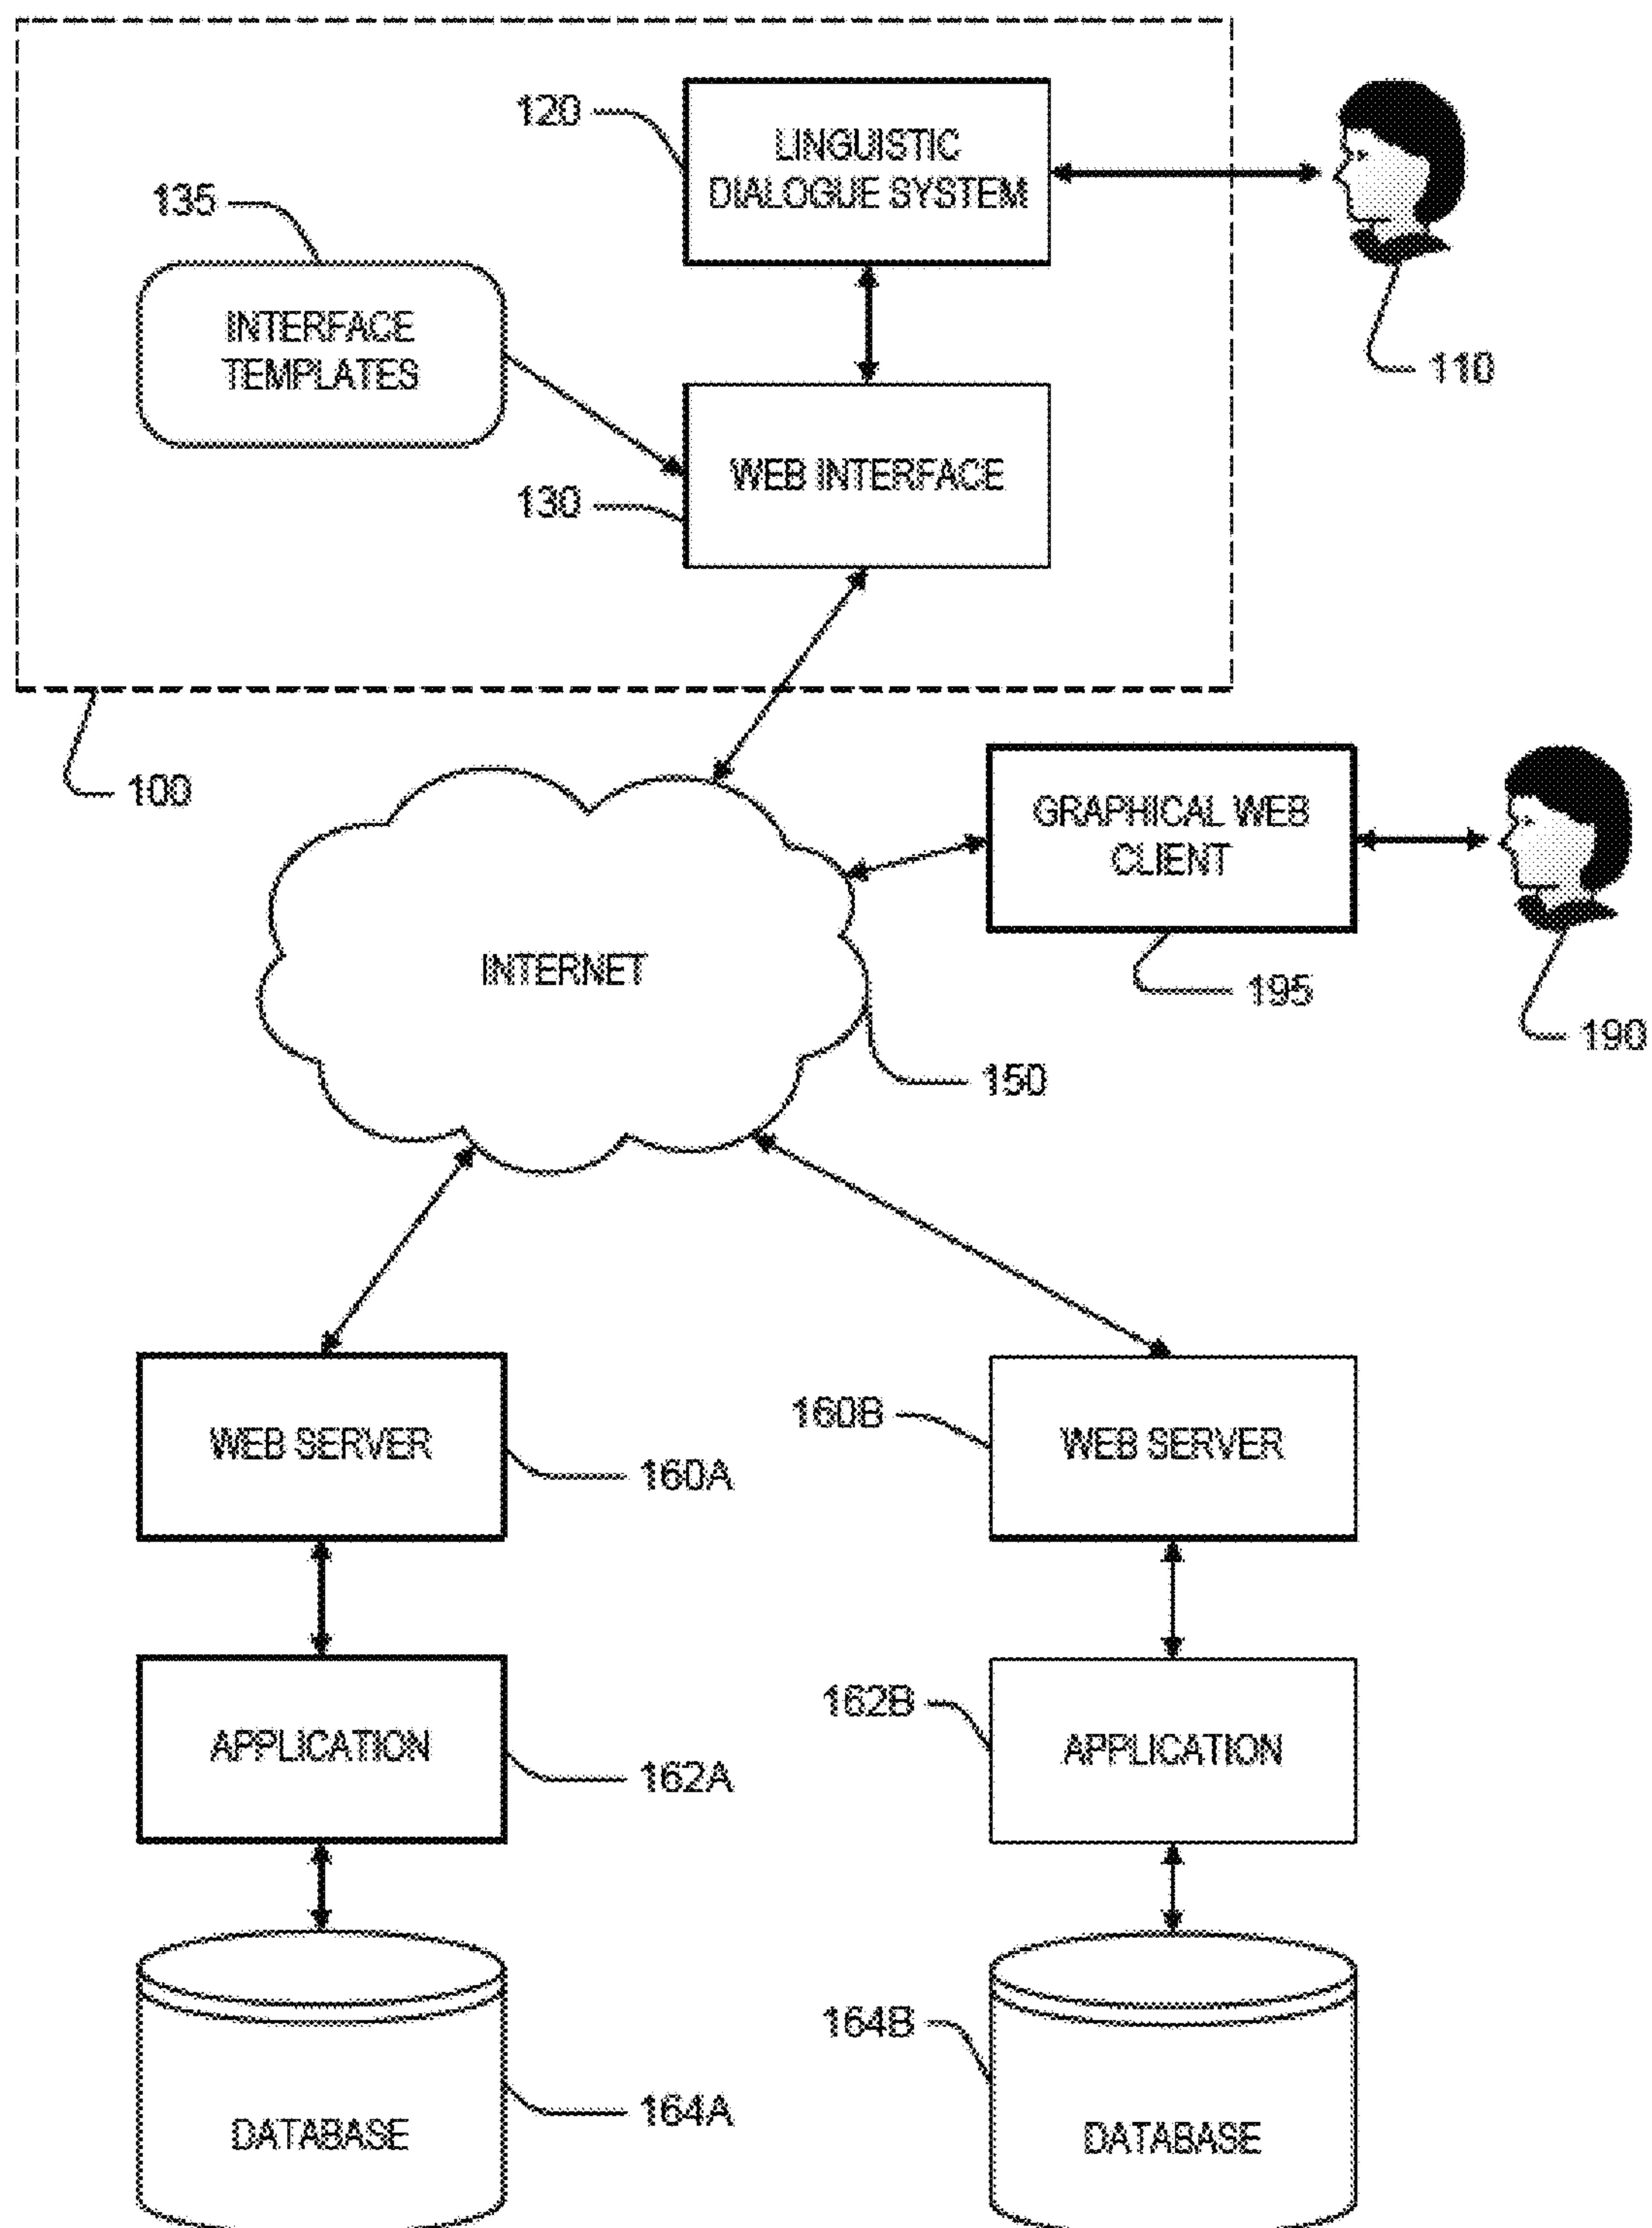 120
LINGUISTIC
DIALOGUE SYSTEM
135
INTERFACE
TEMPLATES
110
WEB INTERFACE
130
100
GRAPHICAL WEB
CLIENT
INTERNET
195
190
150
WEB SERVER
160A
160B
WEB SERVER
APPLICATION
162A
162B
APPLICATION
164B
164A
DATABASE
DATABASE